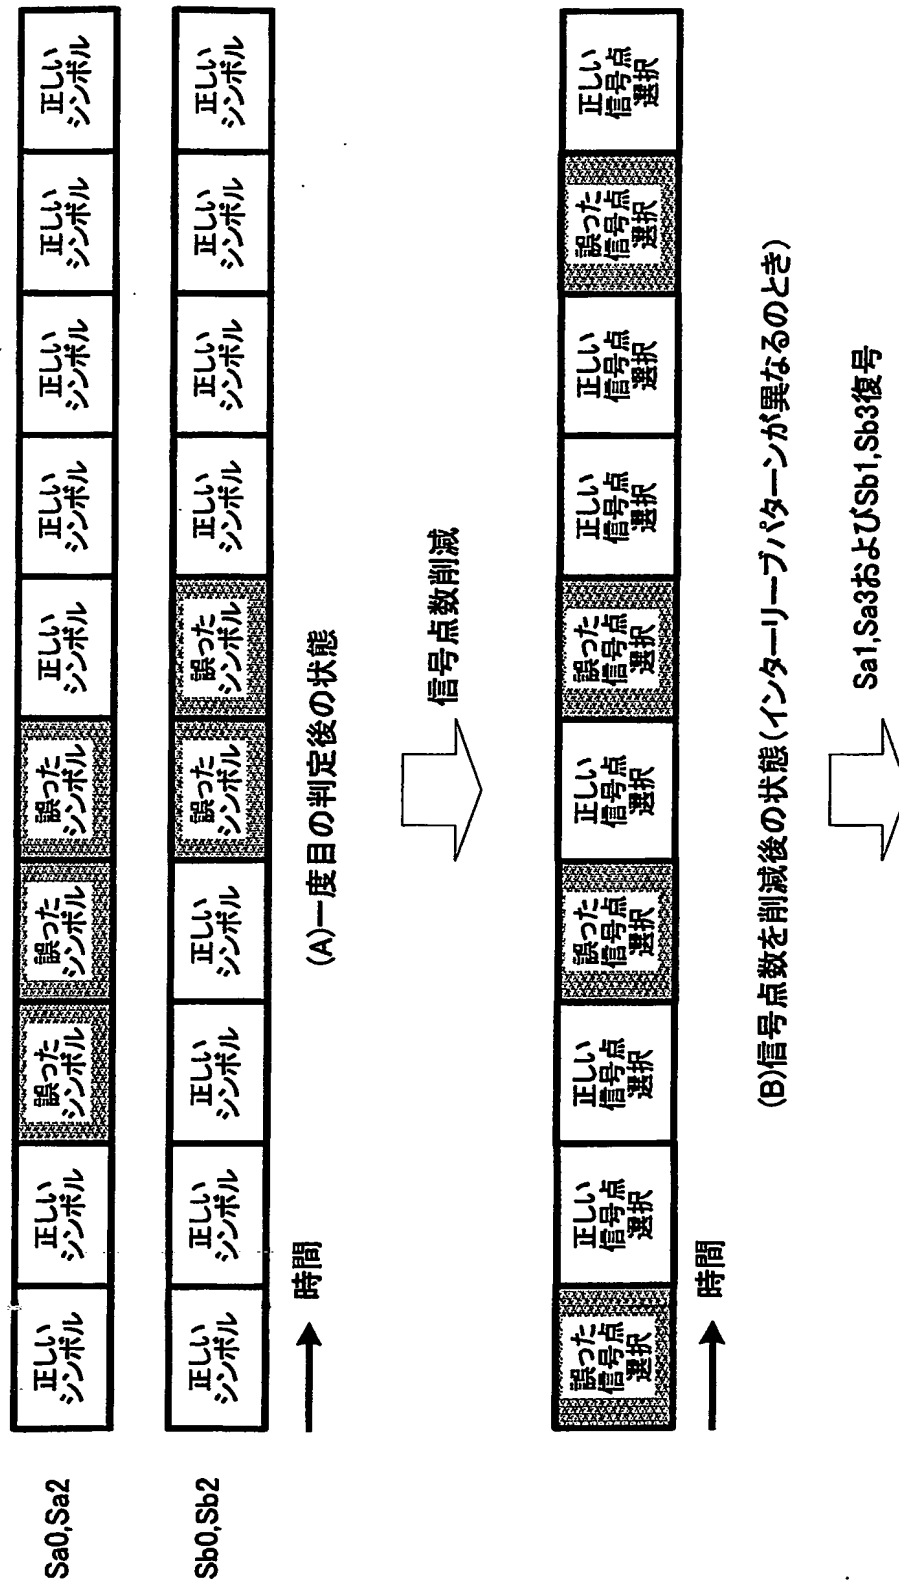 Sa0,Sa2
正しい
シンボル
正しい
シンボル
誤った
シンボル
誤った
シンボル
誤った
シンボル
正しい
シンボル
正しい
シンボル
正しい
シンボル
正しい
シンボル
正しい
シンボル
Sb0,Sb2
正しい
シンボル
正しい
シンボル
正しい
シンボル
正しい
シンボル
誤った
シンボル
誤った
シンボル
正しい
シンボル
正しい
シンボル
正しい
シンボル
正しい
シンボル
時間
(A)一度目の判定後の状態
信号点数削減
誤った
信号点
選択
正しい
信号点
選択
正しい
信号点
選択
誤った
信号点
選択
正しい
信号点
選択
誤った
信号点
選択
正しい
信号点
選択
正しい
信号点
選択
誤った
信号点
選択
正しい
信号点
選択
時間
(B)信号点数を削減後の状態(インターリーブパターンが異なるのとき)
Sa1,Sa3およびSb1,Sb3復号